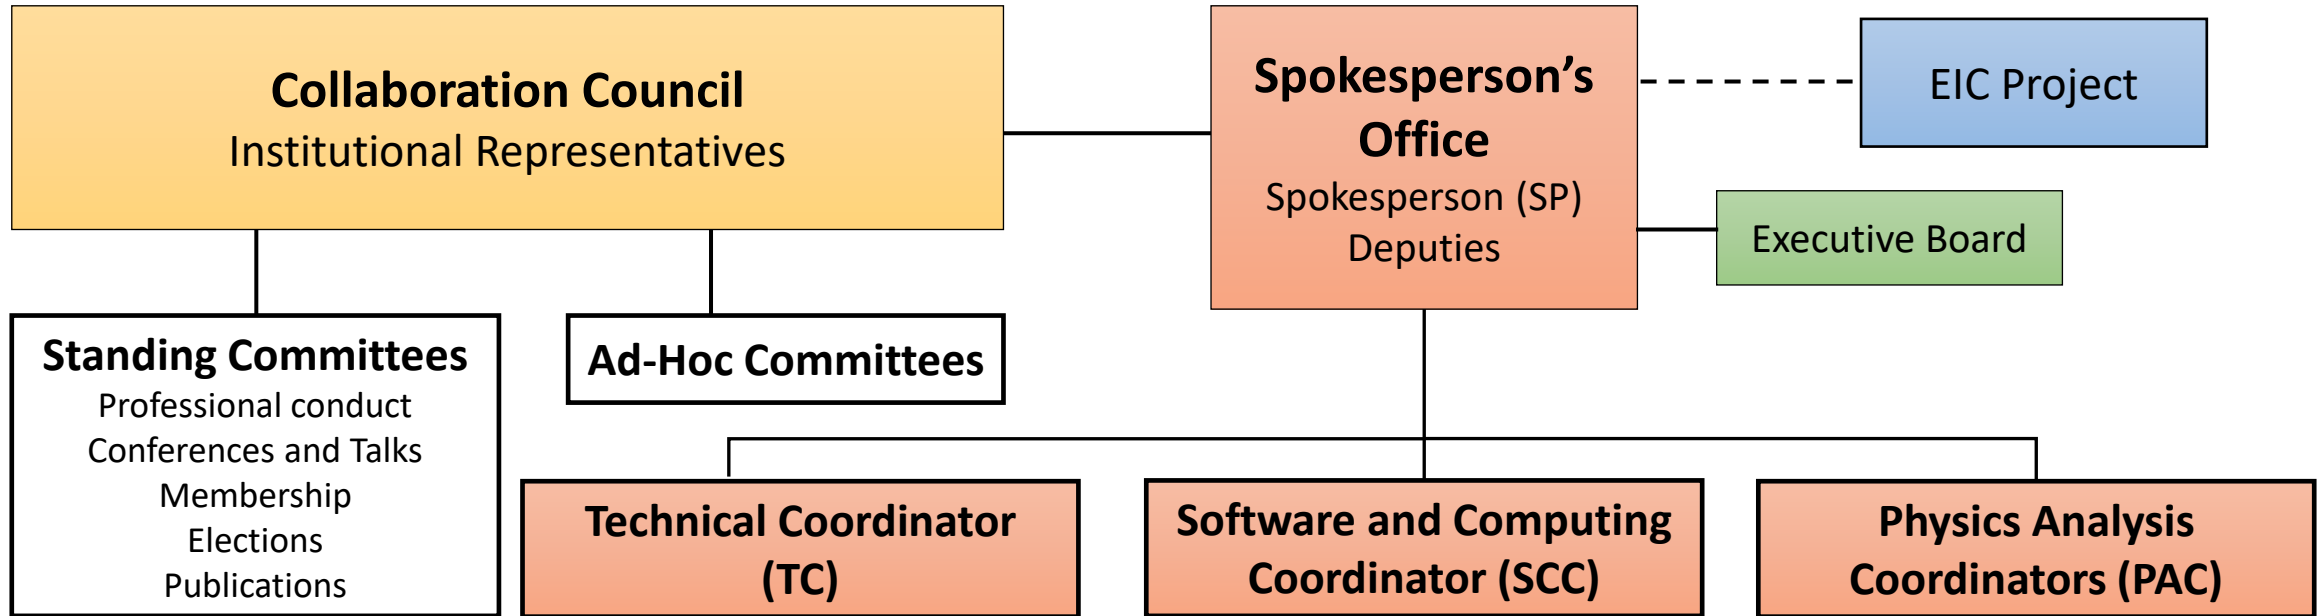 Collaboration Council
Institutional Representatives
Spokesperson’s
Office
Spokesperson (SP)
Deputies
EIC Project
Executive Board
Standing Committees
Professional conduct
Conferences and Talks
Membership
Elections
Publications
Ad-Hoc Committees
Technical Coordinator
(TC)
Software and Computing
Coordinator (SCC)
Physics Analysis
Coordinators (PAC)